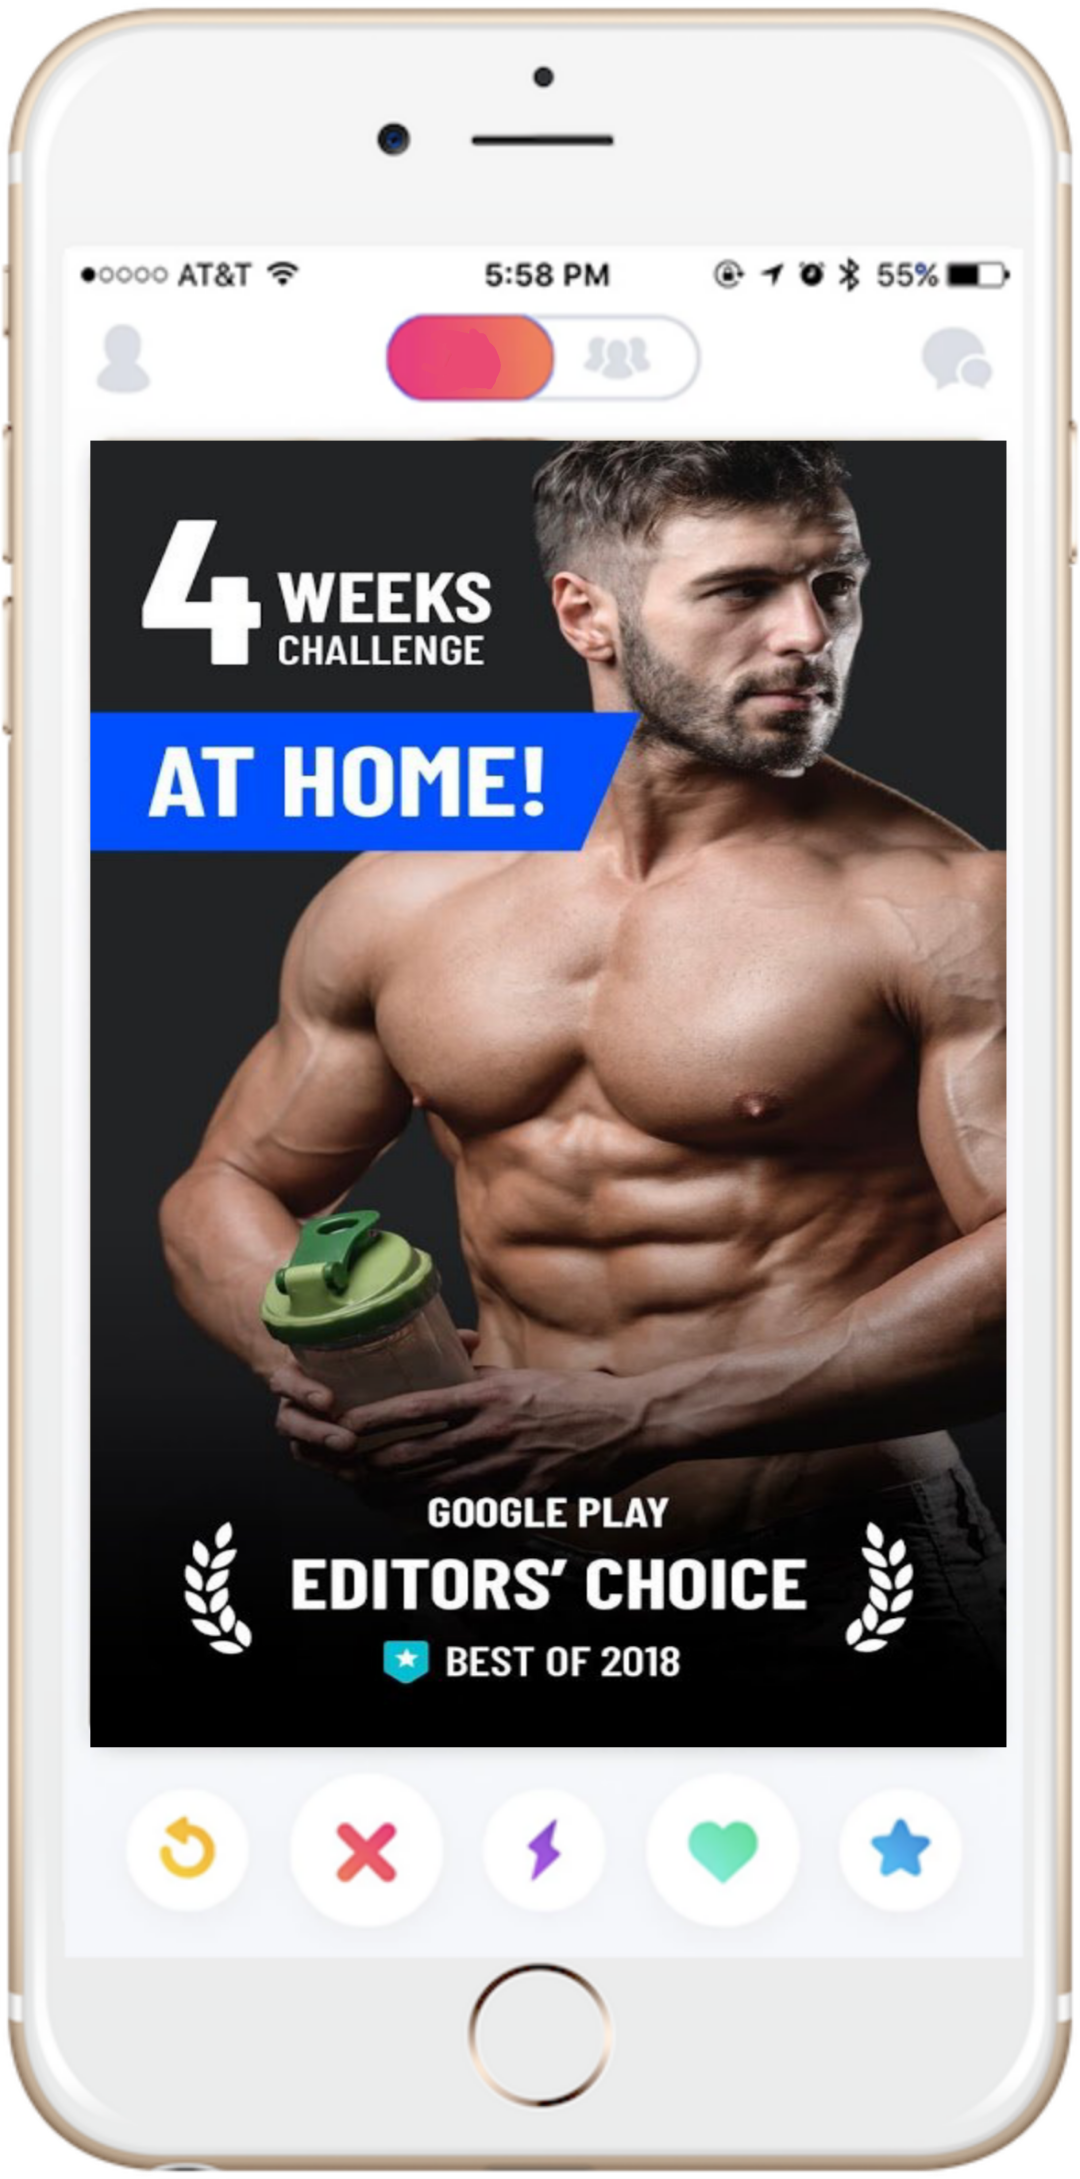 AT&T 5:58 PM 55%
4 WEEKS
CHALLENGE
AT HOME!
GOOGLE PLAY
EDITORS’ CHOICE
BEST OF 2018